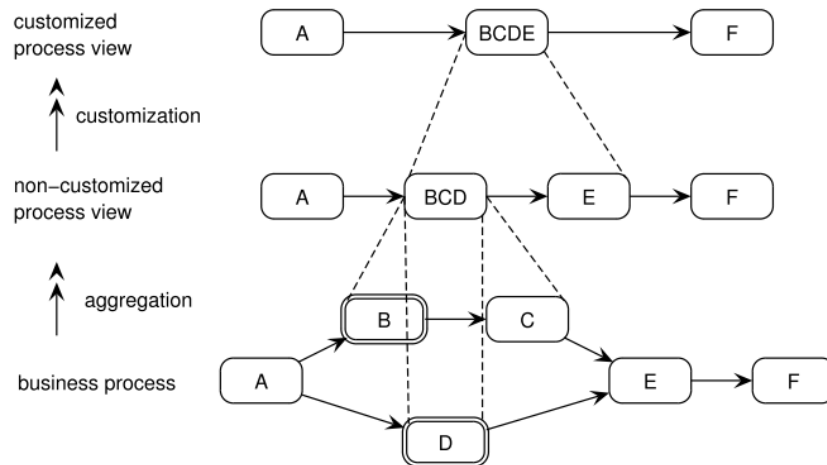 customized
process view
A
BCDE
F
customization
non−customized
process view
A
BCD
E
F
aggregation
B
C
business process
A
E
F
D